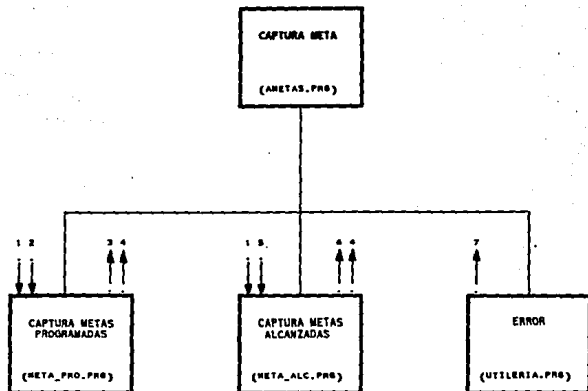 CAPTURA META
(AMETAS.PRG)
1 2 3 4 1 5 6 4 7
CAPTURA METAS
PROGRAMADAS
(META_PRO.PRG)
CAPTURA METAS
ALCANZADAS
(META_ALC.PRG)
ERROR
(UTILERIA.PRG)